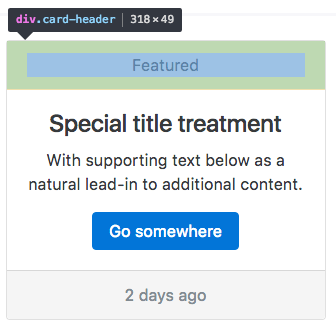 div.card-header | 318 × 49
Featured
Special title treatment
With supporting text below as a
natural lead-in to additional content.
Go somewhere
2 days ago